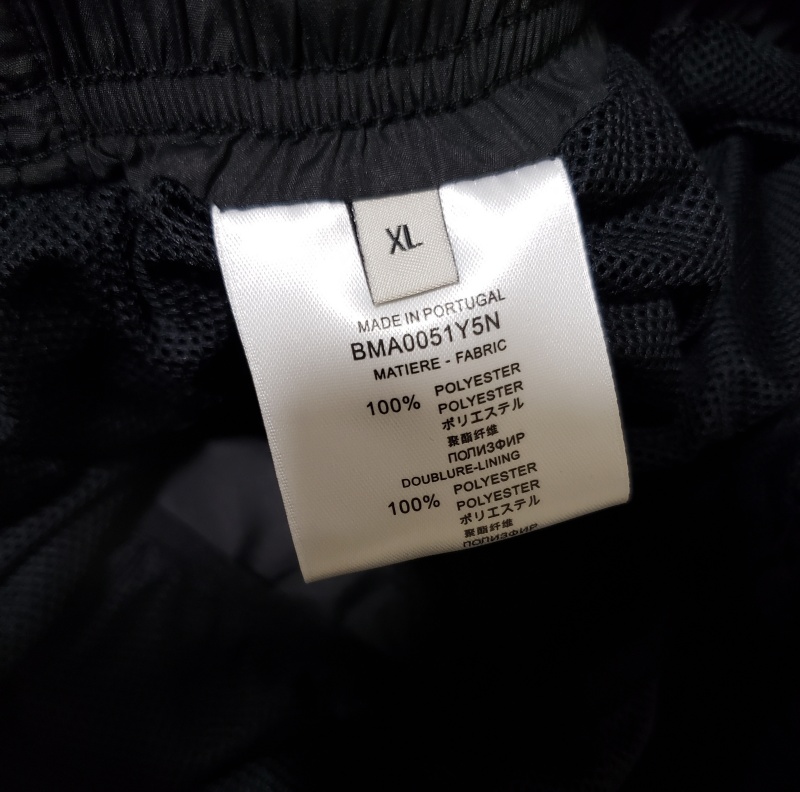 XL
MADE IN PORTUGAL
BMA0051Y5N
MATIERE - FABRIC
100% POLYESTER
POLYESTER
ポリエステル
聚酯纤维
ПОЛИЭФИР
DOUBLURE-LINING
100% POLYESTER
POLYESTER
ポリエステル
聚酯纤维
ПОЛИЭФИР